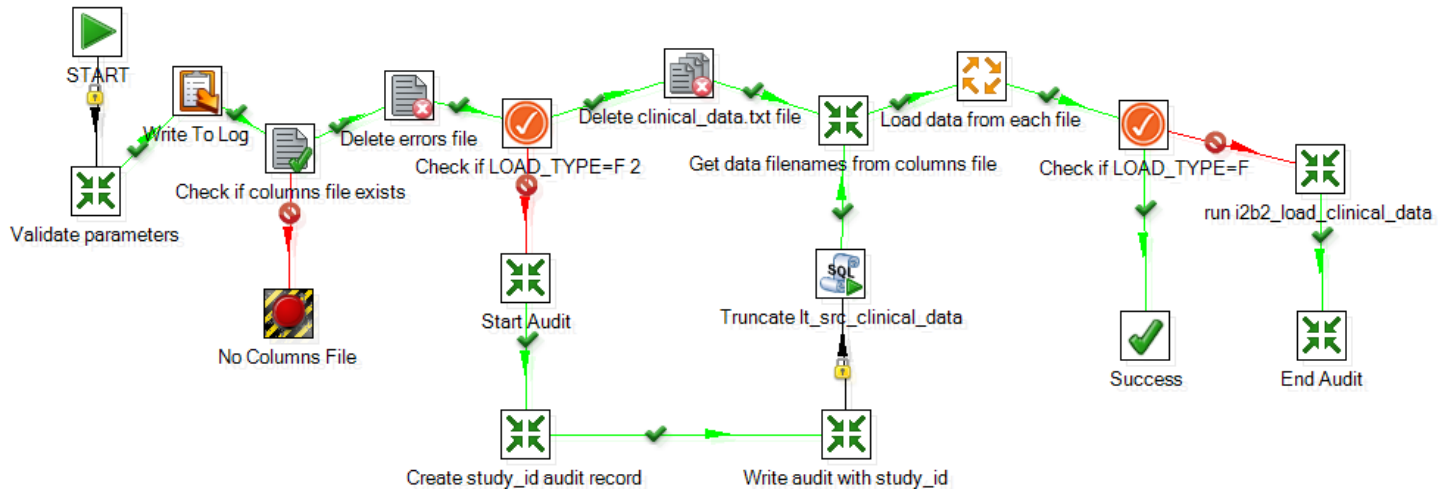 START
Write To Log
Delete errors file
Delete clinical_data.txt file
Load data from each file
Check if columns file exists
Check if LOAD_TYPE=F 2
Get data filenames from columns file
Check if LOAD_TYPE=F
Validate parameters
run i2b2_load_clinical_data
SQL
Start Audit
Truncate lt_src_clinical_data
No Columns File
Success
End Audit
Create study_id audit record
Write audit with study_id